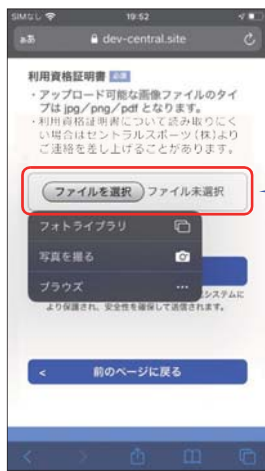 SIMなし 19:52
ああ dev-central.site
利用資格証明書 必須
・アップロード可能な画像ファイルのタイ
プは jpg／png／pdf となります。
・利用資格証明書について読み取りにく
い場合はセントラルスポーツ(株)より
ご連絡を差し上げることがあります。
ファイルを選択 ファイル未選択
フォトライブラリ
写真を撮る
ブラウズ
システムに
より保護され、安全性を確保して送信されます。
< 前のページに戻る